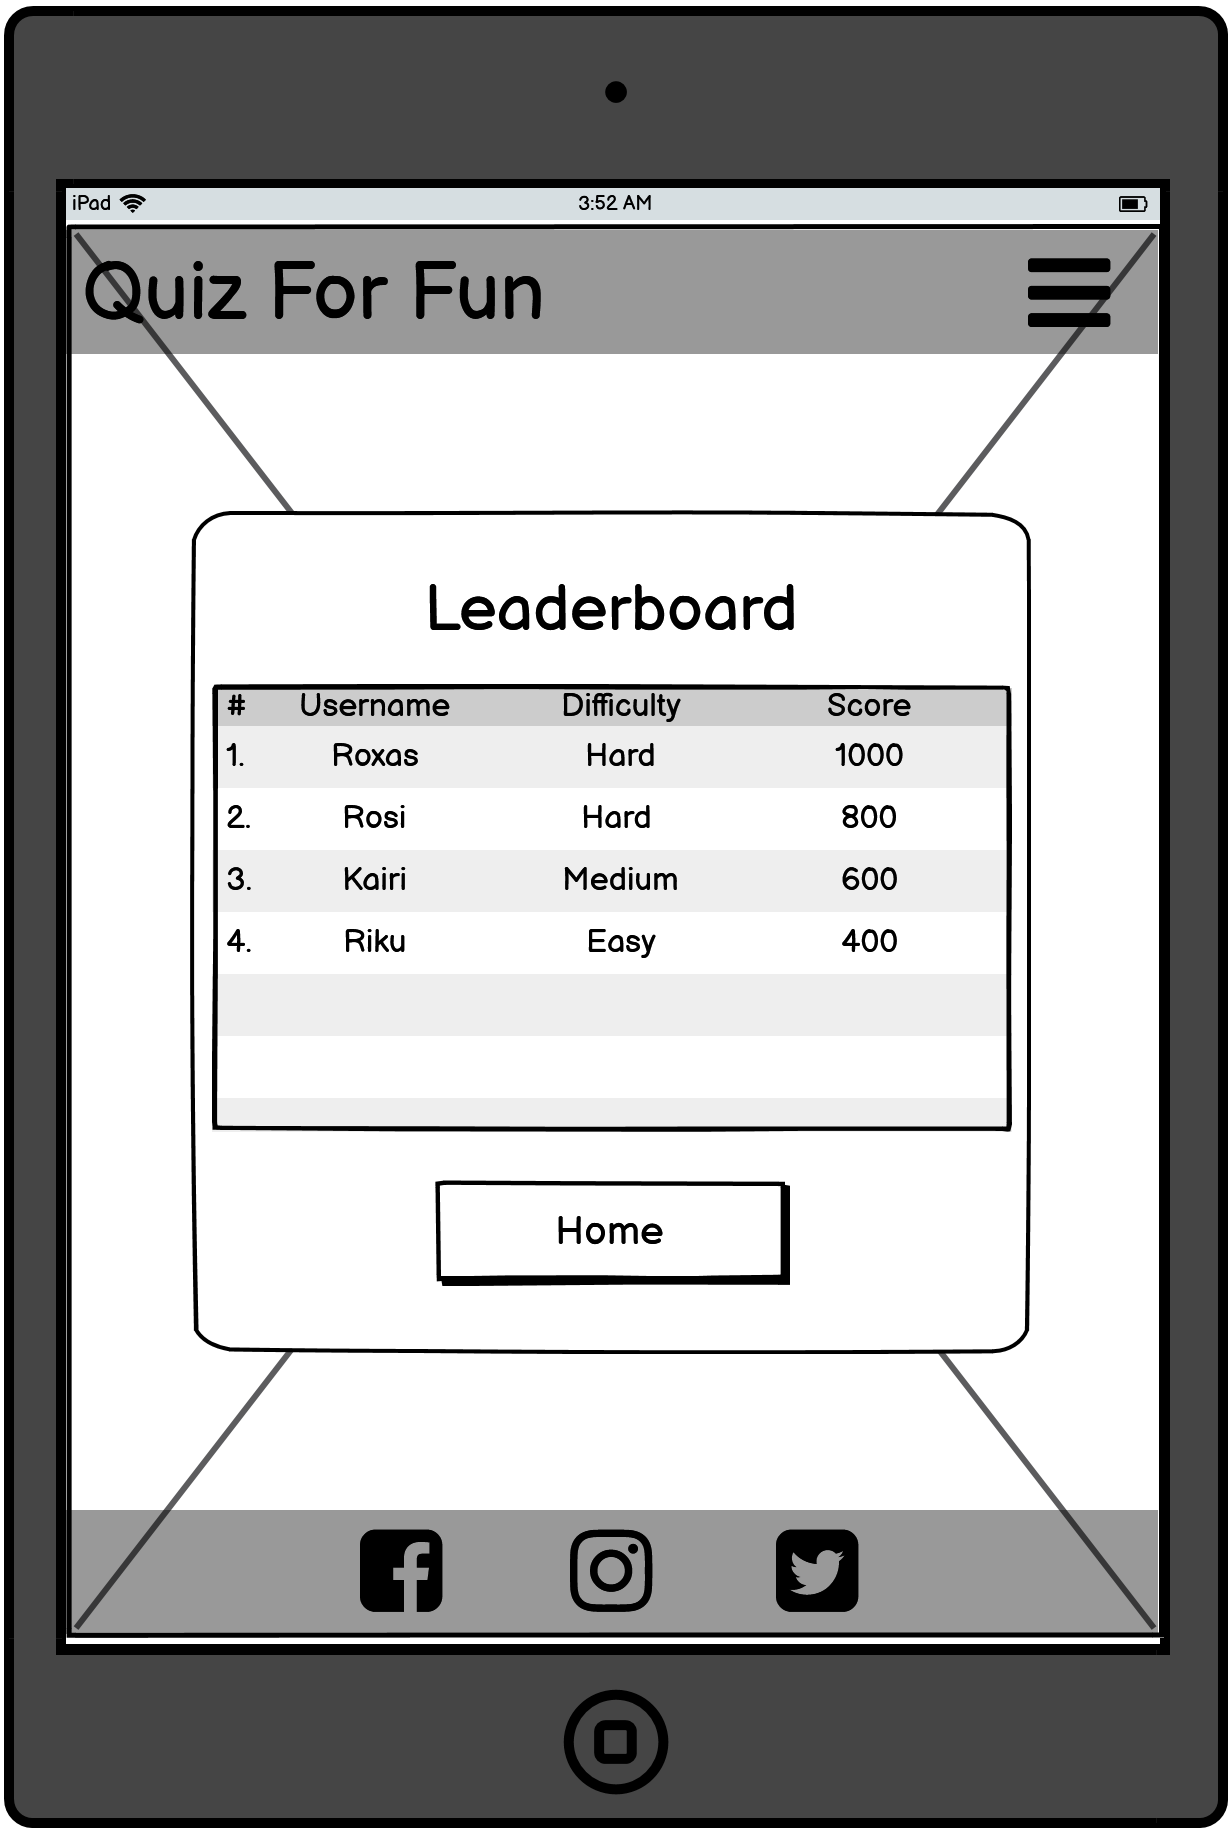 iPad 3:52 AM
Quiz For Fun
Leaderboard
# Username Difficulty Score
1. Roxas Hard 1000
2. Rosi Hard 800
3. Kairi Medium 600
4. Riku Easy 400
Home